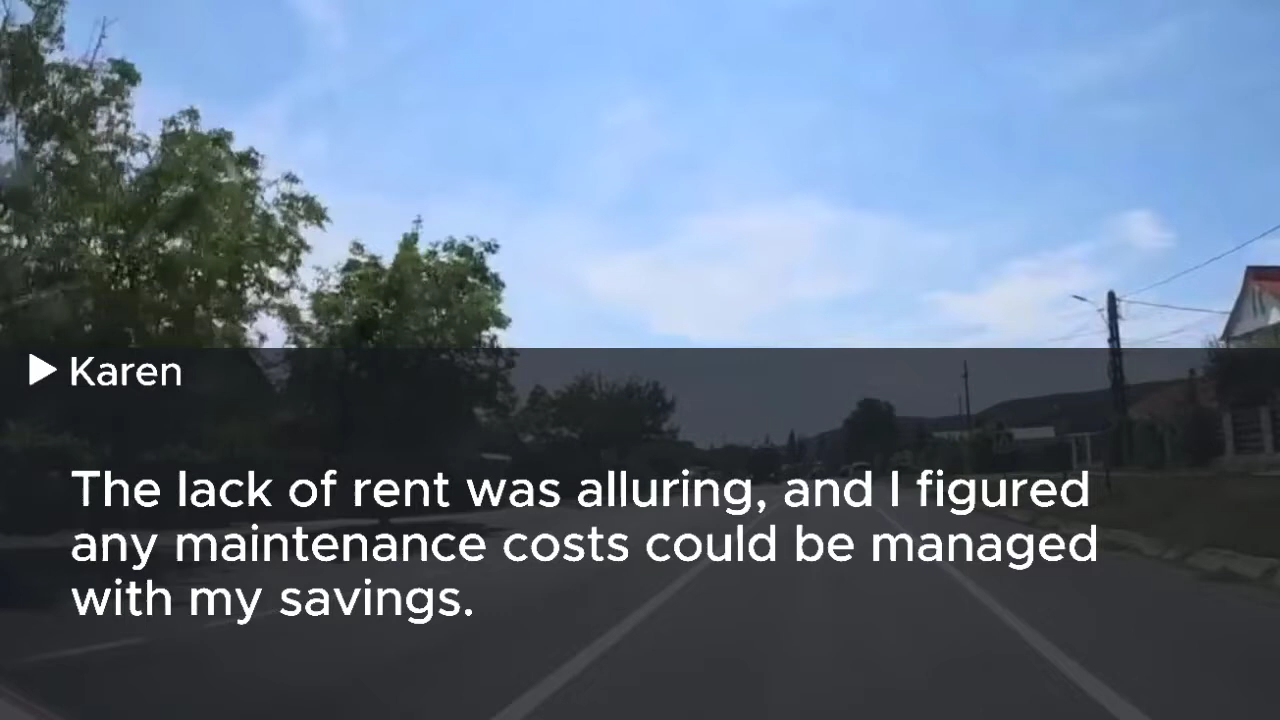 Karen
The lack of rent was alluring, and I figured
any maintenance costs could be managed
with my savings.